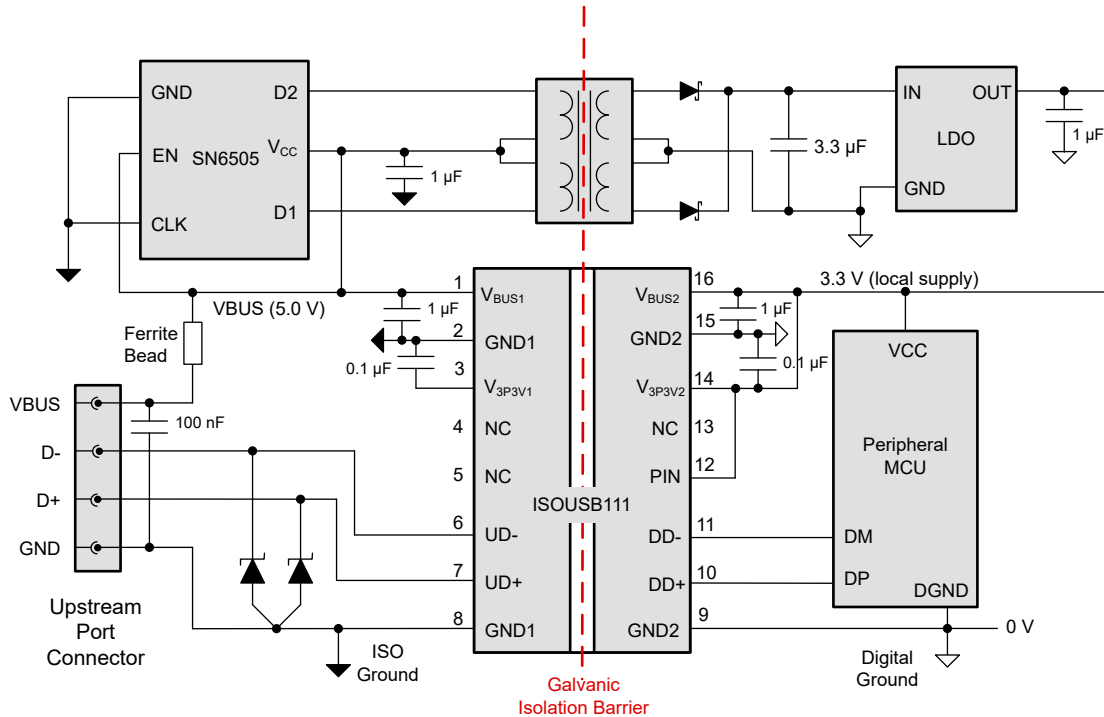 GND
D2
EN
SN6505
VCC
CLK
D1
1 µF
3.3 µF
IN
OUT
LDO
GND
1 µF
VBUS (5.0 V)
Ferrite
Bead
VBUS
D-
D+
GND
100 nF
Upstream
Port
Connector
1 µF
0.1 µF
1
2
3
4
5
6
7
8
VBUS1
GND1
V3P3V1
NC
NC
UD-
UD+
GND1
ISO
Ground
ISOUSB111
VBUS2
GND2
V3P3V2
NC
PIN
DD-
DD+
GND2
16
15
14
13
12
11
10
9
1 µF
0.1 µF
3.3 V (local supply)
VCC
Peripheral
MCU
DM
DP
DGND
0 V
Digital
Ground
Galvanic
Isolation Barrier